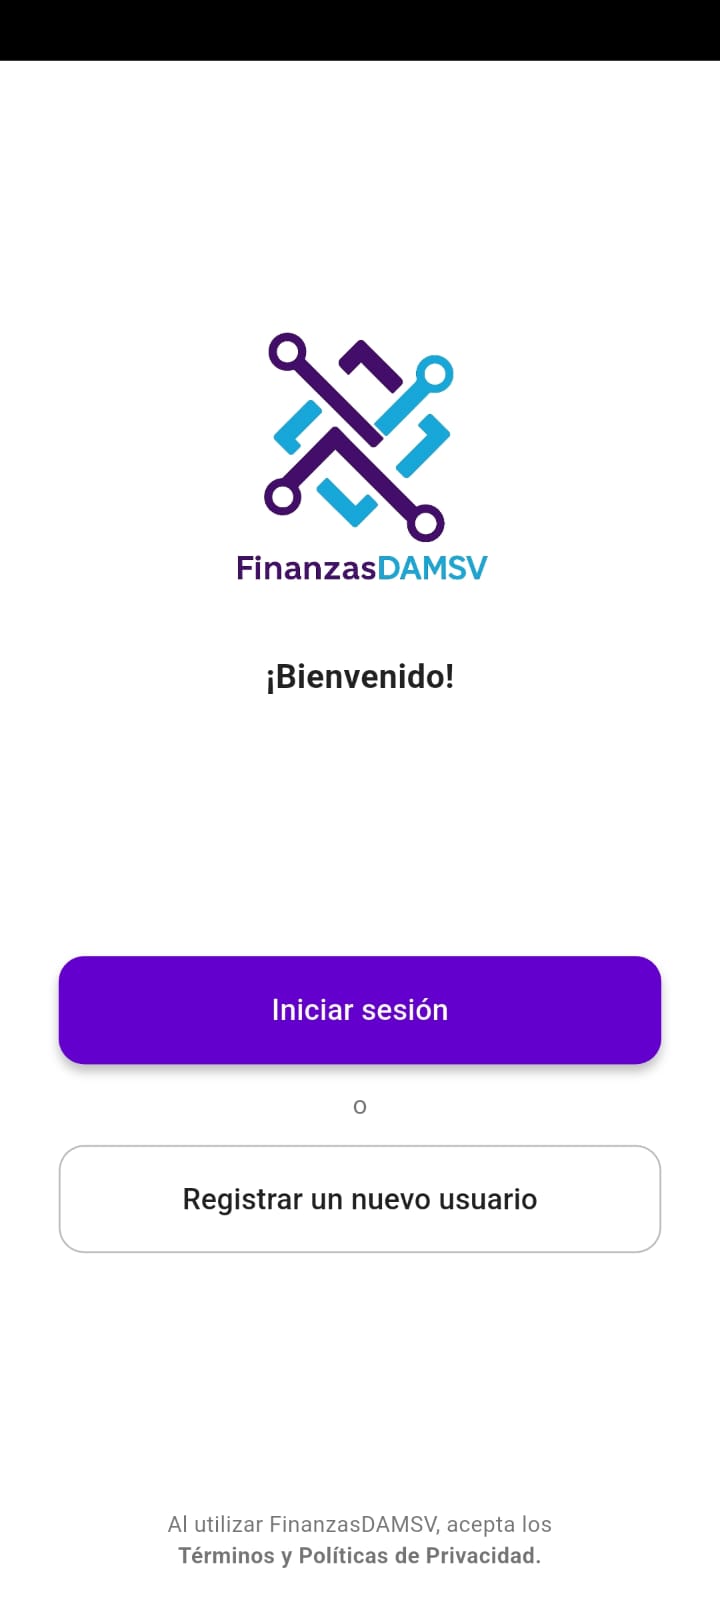 FinanzasDAMSV
¡Bienvenido!
Iniciar sesión
o
Registrar un nuevo usuario
Al utilizar FinanzasDAMSV, acepta los
Términos y Políticas de Privacidad.